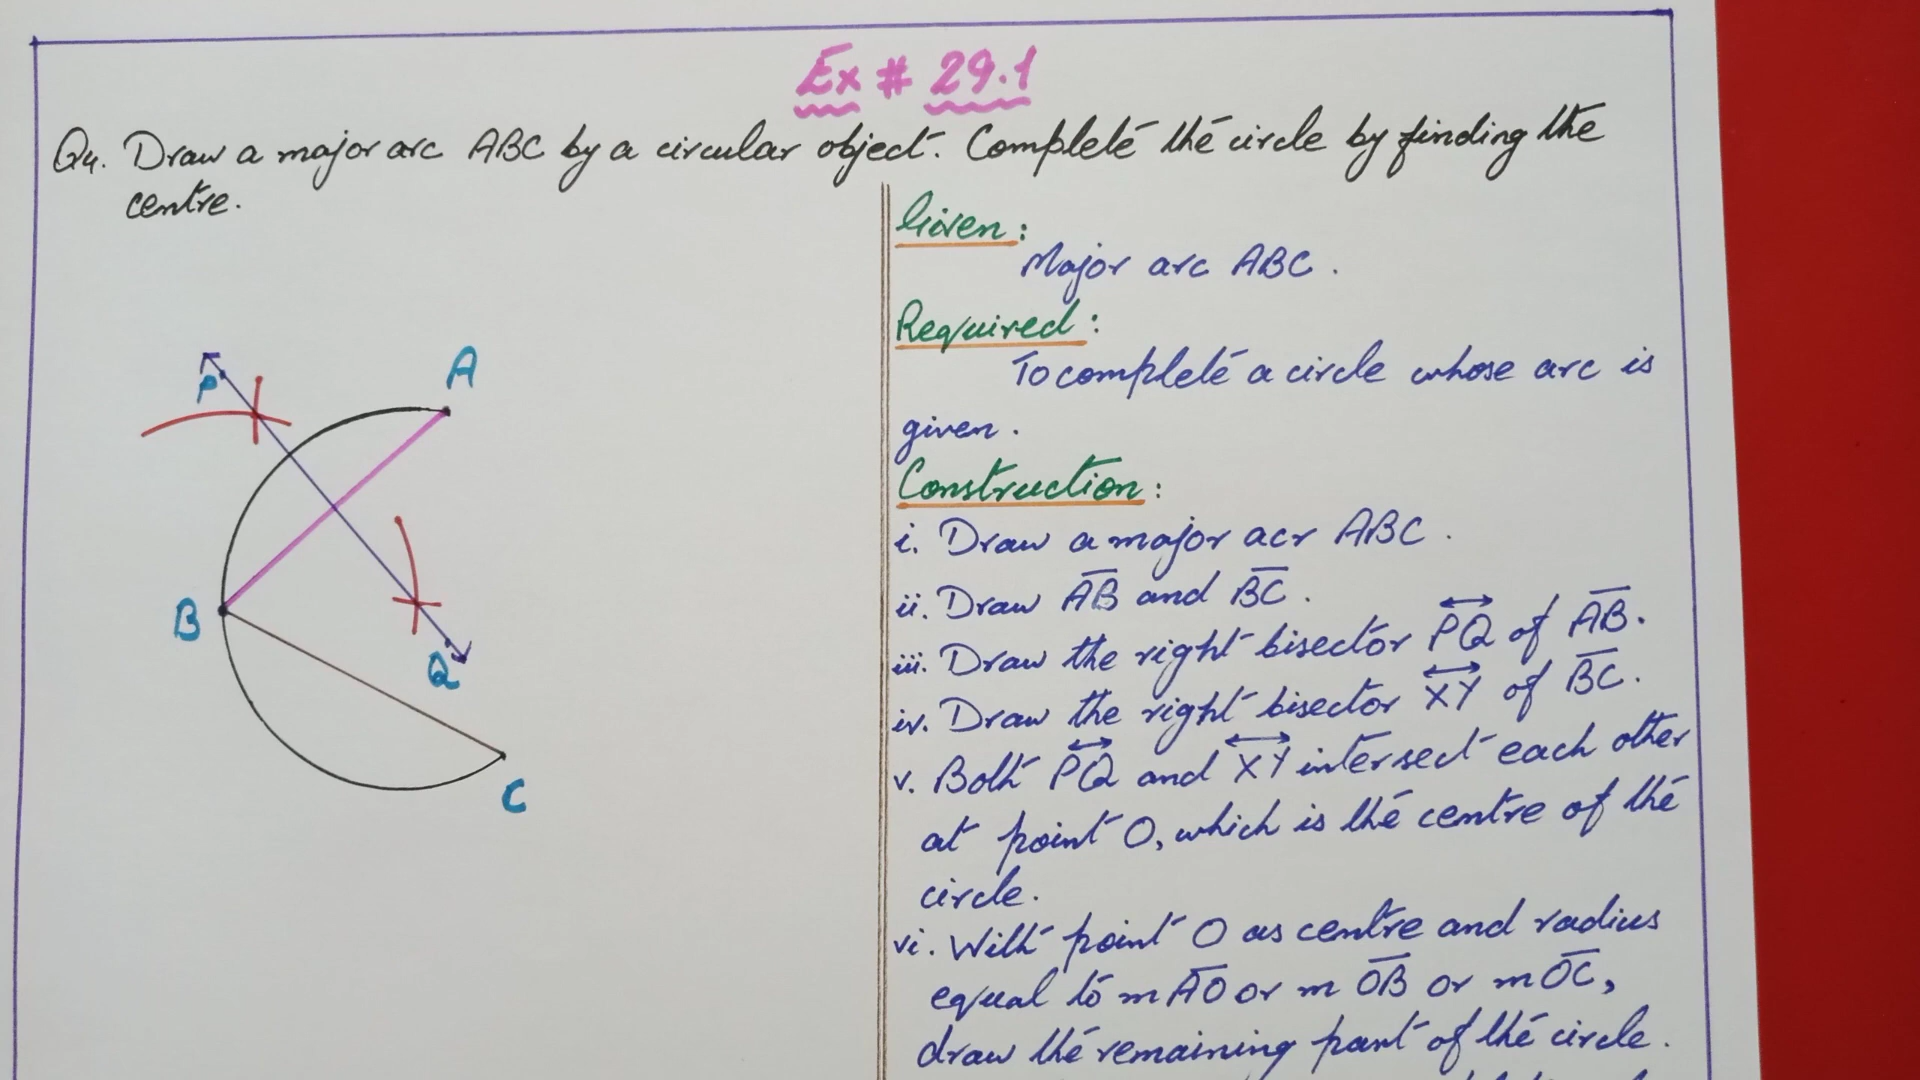 Ex # 29.1
Q4. Draw a major arc ABC by a circular object. Complete the circle by finding the
centre.
Given:
Major arc ABC.
Required:
To complete a circle whose arc is
given.
Construction:
i. Draw a major acr ABC.
ii. Draw AB and BC.
iii. Draw the right bisector PQ of AB.
iv. Draw the right bisector XY of BC.
v. Both PQ and XY intersect each other
at point O, which is the centre of the
circle.
vi. With point O as centre and radius
equal to mAO or mOB or mOC,
draw the remaining part of the circle.
P
A
B
Q
C